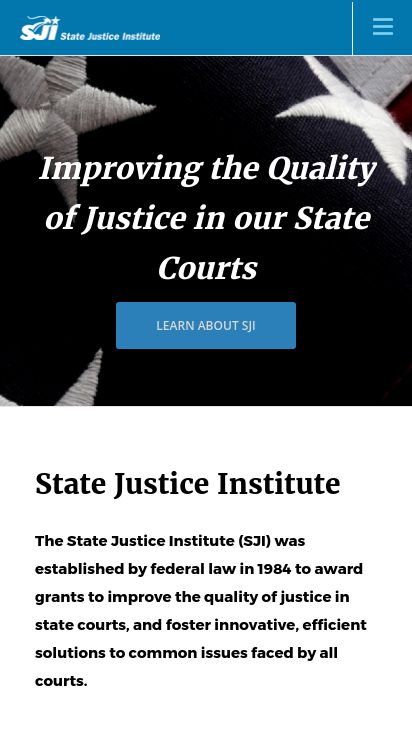 SJI State Justice Institute
Improving the Quality
of Justice in our State
Courts
LEARN ABOUT SJI
State Justice Institute
The State Justice Institute (SJI) was
established by federal law in 1984 to award
grants to improve the quality of justice in
state courts, and foster innovative, efficient
solutions to common issues faced by all
courts.